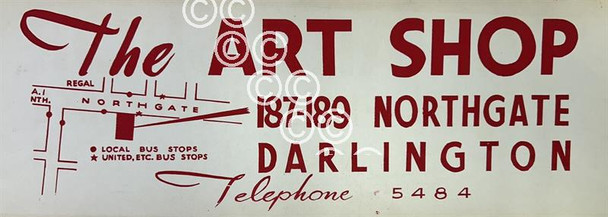 The ART SHOP
REGAL
A.1
NTH.
NORTHGATE
187-189 NORTHGATE
DARLINGTON
● LOCAL BUS STOPS
★ UNITED, ETC. BUS STOPS
Telephone 5484